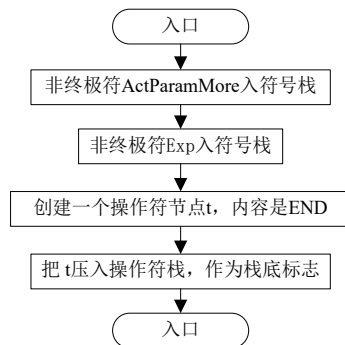 入口
非终极符ActParamMore入符号栈
非终极符Exp入符号栈
创建一个操作符节点t，内容是END
把 t压入操作符栈，作为栈底标志
入口